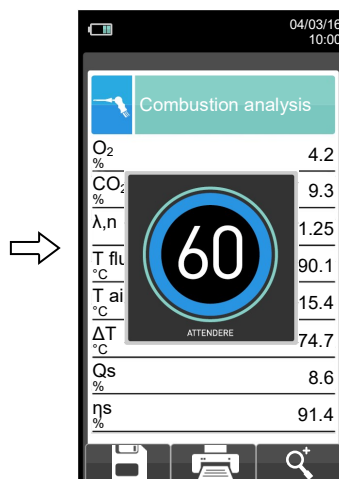 04/03/16
10:00
Combustion analysis
O2
% 4.2
CO2
% 9.3
λ,n 1.25
T flu
°C 90.1
T ai
°C 15.4
ΔT
°C 74.7
Qs
% 8.6
ηs
% 91.4
60
ATTENDERE